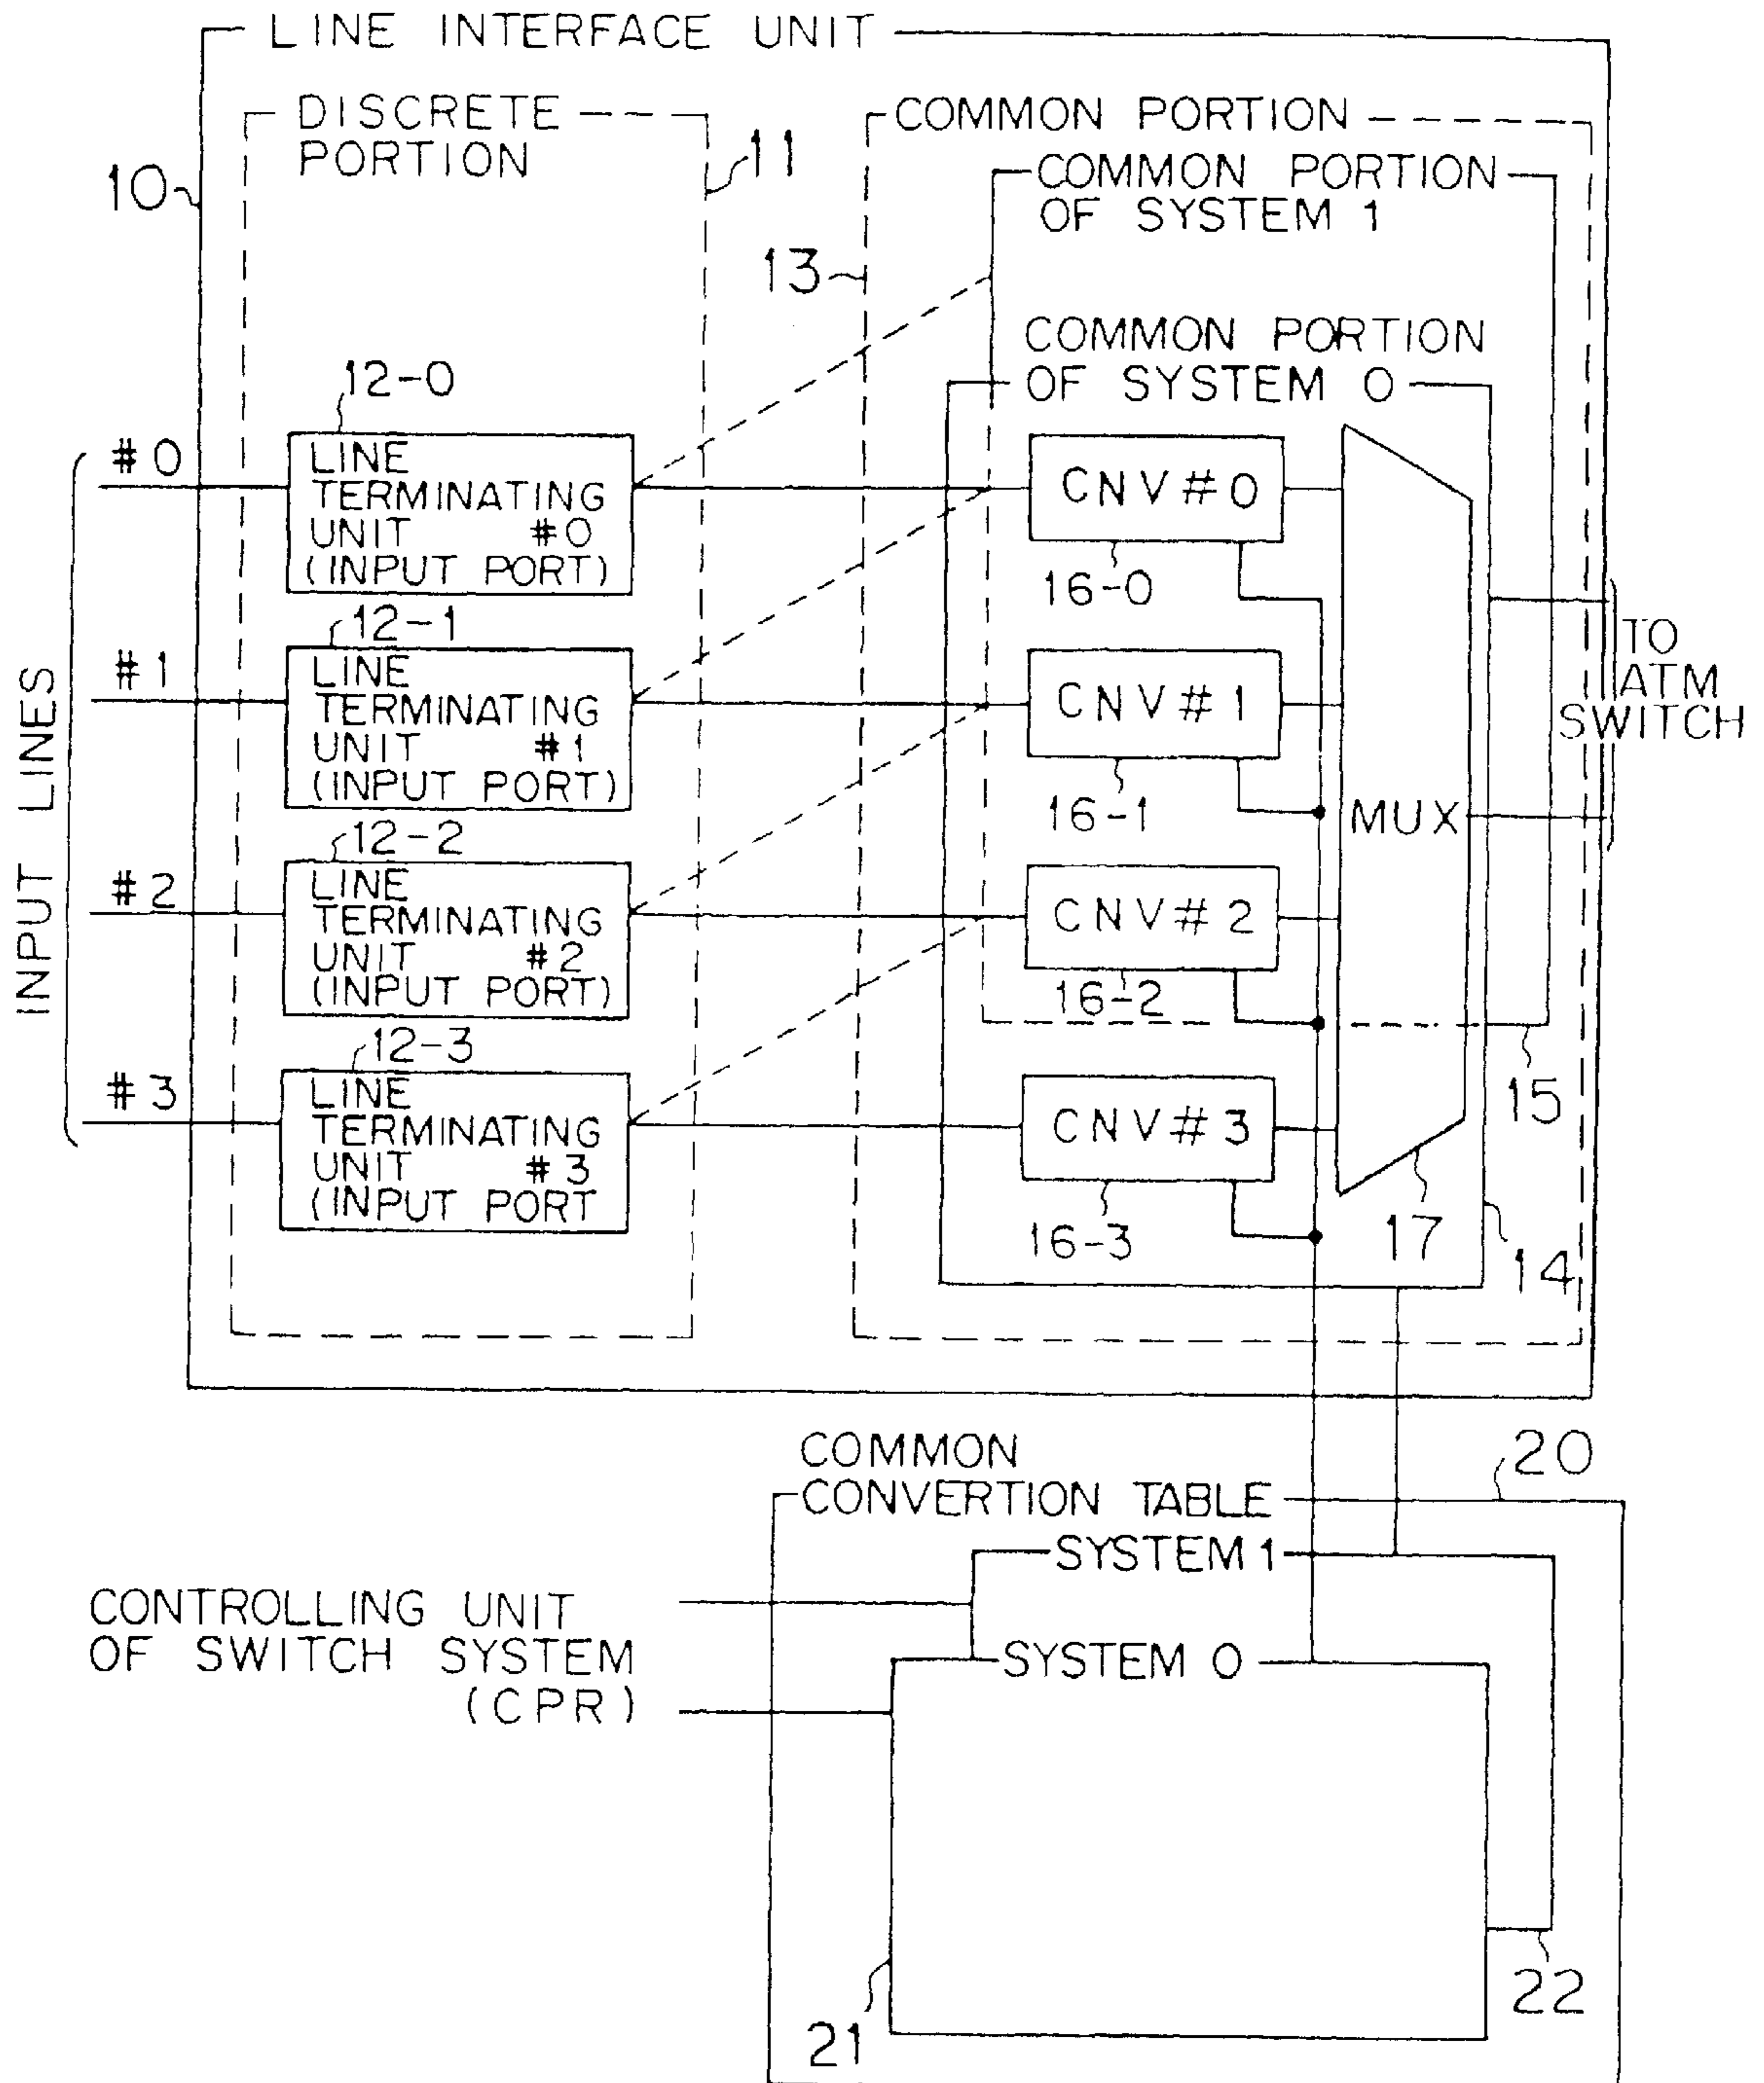 LINE INTERFACE UNIT
DISCRETE
PORTION
11
10
COMMON PORTION
COMMON PORTION
OF SYSTEM 1
13
COMMON PORTION
OF SYSTEM 0
INPUT LINES
#0
12-0
LINE
TERMINATING
UNIT #0
(INPUT PORT)
CNV #0
16-0
#1
12-1
LINE
TERMINATING
UNIT #1
(INPUT PORT)
CNV #1
16-1
#2
12-2
LINE
TERMINATING
UNIT #2
(INPUT PORT)
CNV #2
16-2
#3
12-3
LINE
TERMINATING
UNIT #3
(INPUT PORT
CNV #3
16-3
MUX
17
TO
ATM
SWITCH
15
14
COMMON
CONVERTION TABLE
20
SYSTEM 1
SYSTEM 0
CONTROLLING UNIT
OF SWITCH SYSTEM
(CPR)
21
22